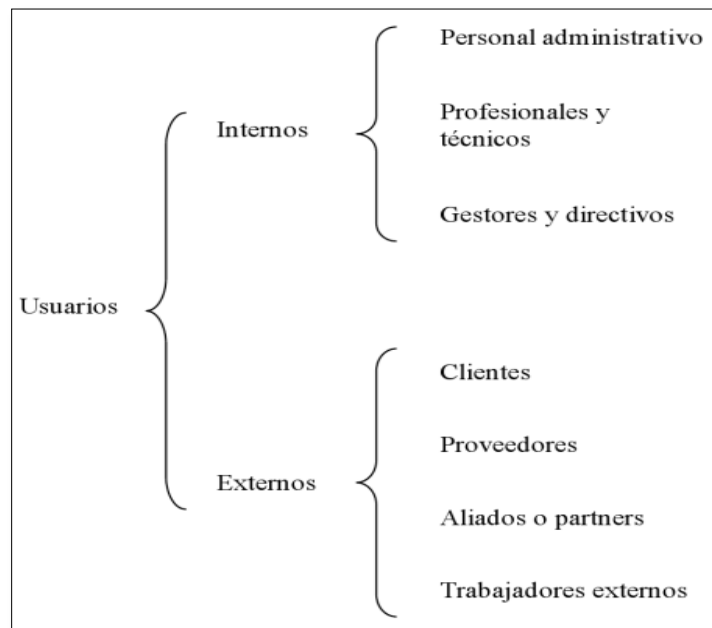 Usuarios
Internos
Personal administrativo
Profesionales y
técnicos
Gestores y directivos
Externos
Clientes
Proveedores
Aliados o partners
Trabajadores externos